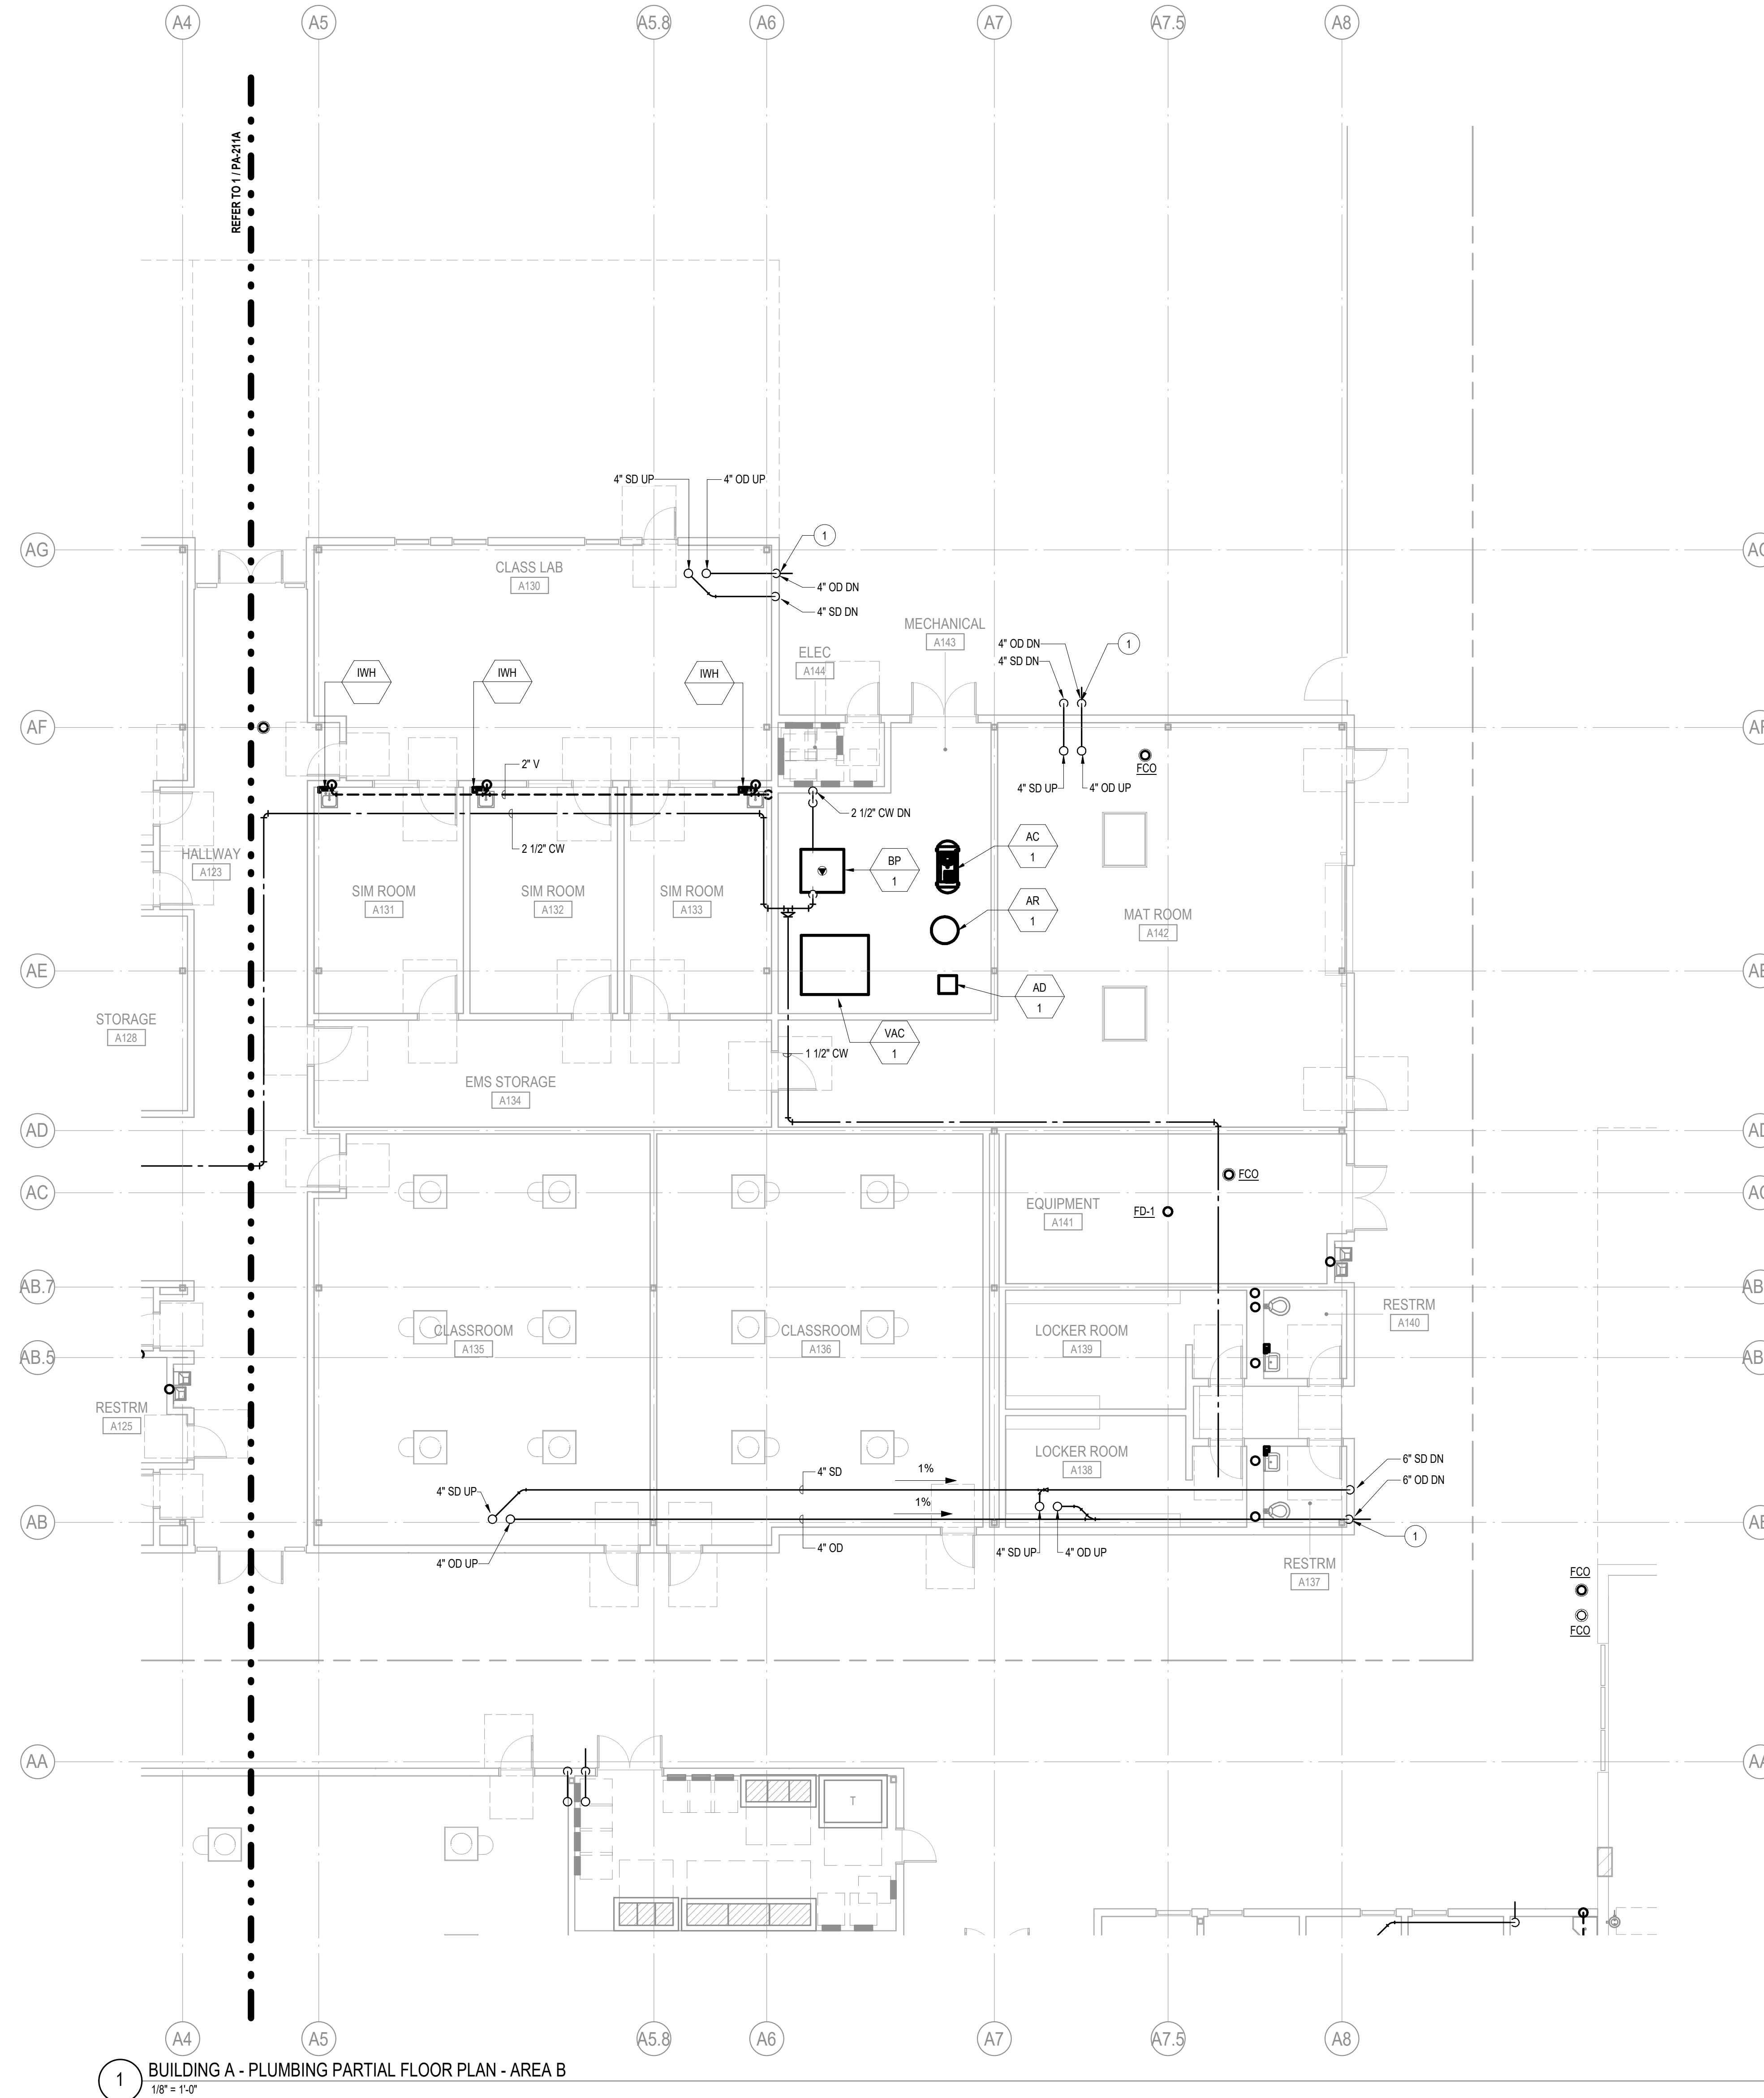 A4
A5
A5.8
A6
A7
A7.5
A8
REFER TO 1 / PA-211A
4" SD UP
4" OD UP
1
AG
CLASS LAB
A130
4" OD DN
4" SD DN
MECHANICAL
A143
4" OD DN
4" SD DN
1
ELEC
A144
IWH
IWH
IWH
AF
AF
2" V
FCO
4" SD UP
4" OD UP
2 1/2" CW DN
2 1/2" CW
AC
1
BP
1
HALLWAY
A123
SIM ROOM
A131
SIM ROOM
A132
SIM ROOM
A133
AR
1
MAT ROOM
A142
AE
AD
1
STORAGE
A128
VAC
1
1 1/2" CW
EMS STORAGE
A134
AD
AC
FCO
EQUIPMENT
A141
FD-1
AB.7
RESTRM
A140
CLASSROOM
A135
CLASSROOM
A136
LOCKER ROOM
A139
AB.5
RESTRM
A125
LOCKER ROOM
A138
6" SD DN
6" OD DN
4" SD
1%
4" SD UP
1%
AB
1
4" OD
4" OD UP
4" SD UP
4" OD UP
RESTRM
A137
FCO
FCO
AA
T
A4
A5
A5.8
A6
A7
A7.5
A8
1
BUILDING A - PLUMBING PARTIAL FLOOR PLAN - AREA B
1/8" = 1'-0"